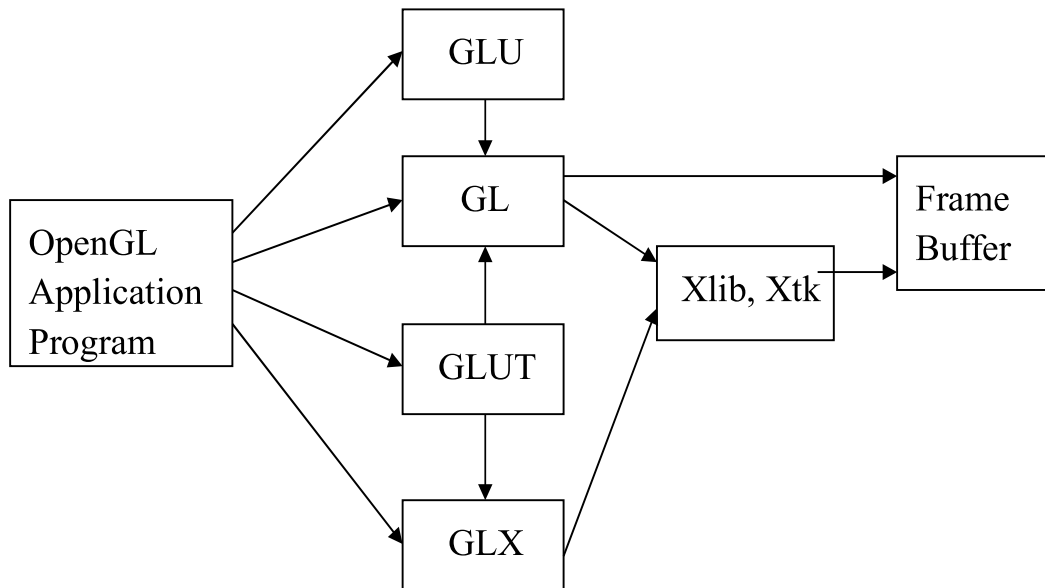 GLU
GL
Frame
Buffer
OpenGL
Application
Program
Xlib, Xtk
GLUT
GLX